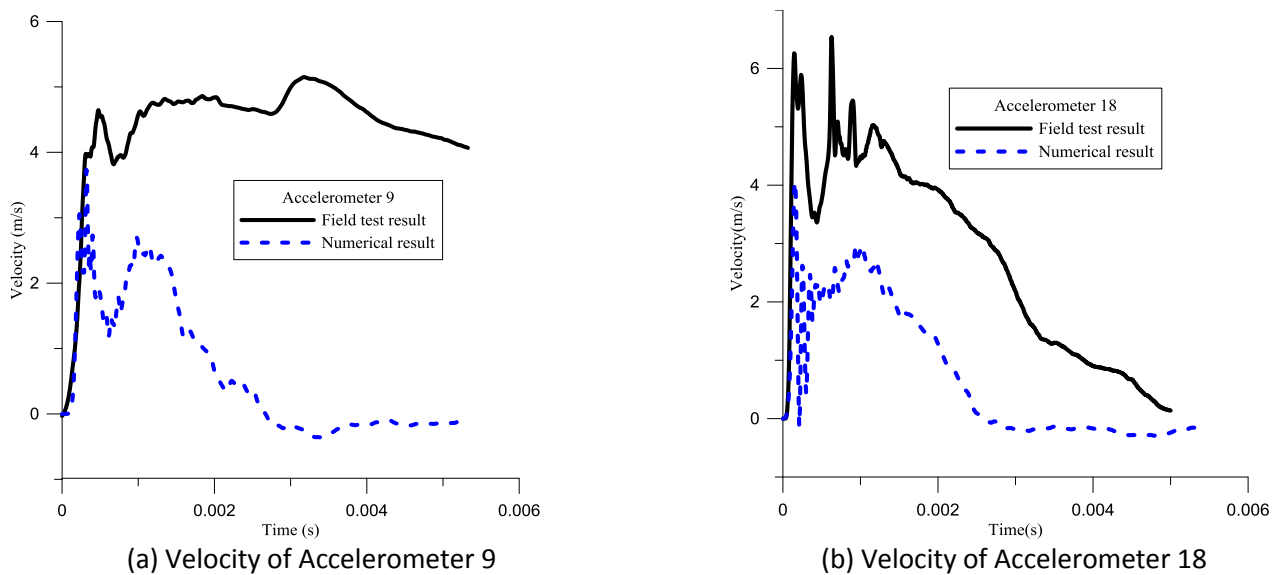 6
4
2
0
Velocity (m/s)
Accelerometer 9
Field test result
Numerical result
0
0.002
0.004
0.006
Time (s)
(a) Velocity of Accelerometer 9
6
4
2
0
Velocity(m/s)
Accelerometer 18
Field test result
Numerical result
0
0.002
0.004
0.006
Time(s)
(b) Velocity of Accelerometer 18